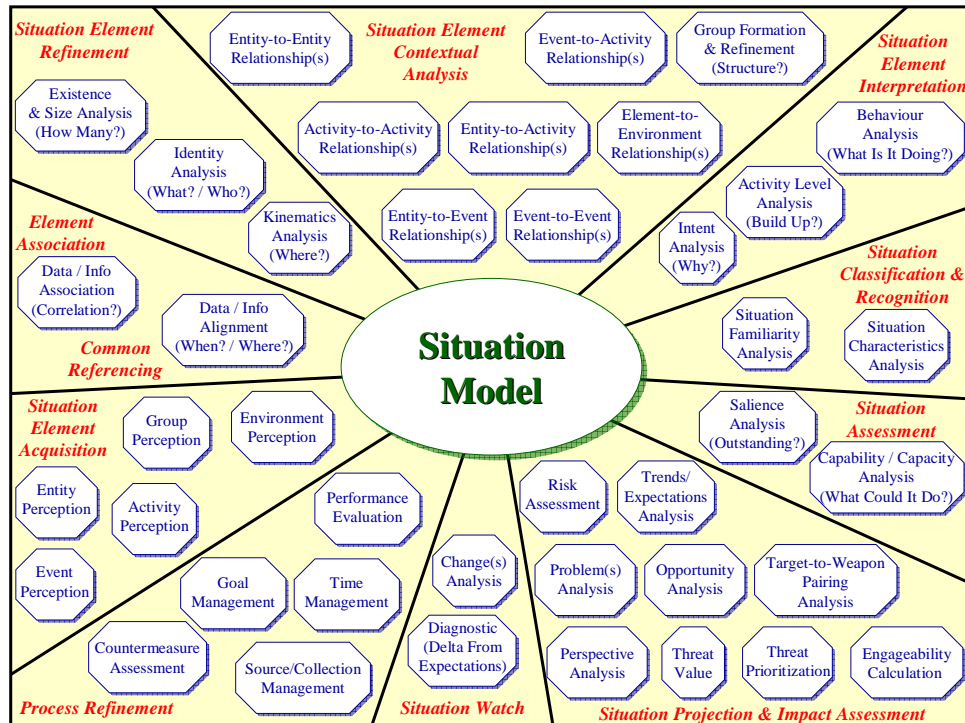 Situation Element
Refinement
Existence
& Size Analysis
(How Many?)
Identity
Analysis
(What? / Who?)
Kinematics
Analysis
(Where?)
Situation Element
Contextual
Analysis
Entity-to-Entity
Relationship(s)
Event-to-Activity
Relationship(s)
Group Formation
& Refinement
(Structure?)
Activity-to-Activity
Relationship(s)
Entity-to-Activity
Relationship(s)
Element-to-
Environment
Relationship(s)
Entity-to-Event
Relationship(s)
Event-to-Event
Relationship(s)
Situation
Element
Interpretation
Behaviour
Analysis
(What Is It Doing?)
Activity Level
Analysis
(Build Up?)
Intent
Analysis
(Why?)
Element
Association
Data / Info
Association
(Correlation?)
Data / Info
Alignment
(When? / Where?)
Common
Referencing
Situation
Model
Situation
Classification &
Recognition
Situation
Familiarity
Analysis
Situation
Characteristics
Analysis
Situation
Element
Acquisition
Group
Perception
Environment
Perception
Entity
Perception
Activity
Perception
Event
Perception
Situation
Assessment
Salience
Analysis
(Outstanding?)
Capability / Capacity
Analysis
(What Could It Do?)
Performance
Evaluation
Goal
Management
Time
Management
Countermeasure
Assessment
Source/Collection
Management
Process Refinement
Change(s)
Analysis
Diagnostic
(Delta From
Expectations)
Situation Watch
Risk
Assessment
Trends/
Expectations
Analysis
Problem(s)
Analysis
Opportunity
Analysis
Target-to-Weapon
Pairing
Analysis
Perspective
Analysis
Threat
Value
Threat
Prioritization
Engageability
Calculation
Situation Projection & Impact Assessment